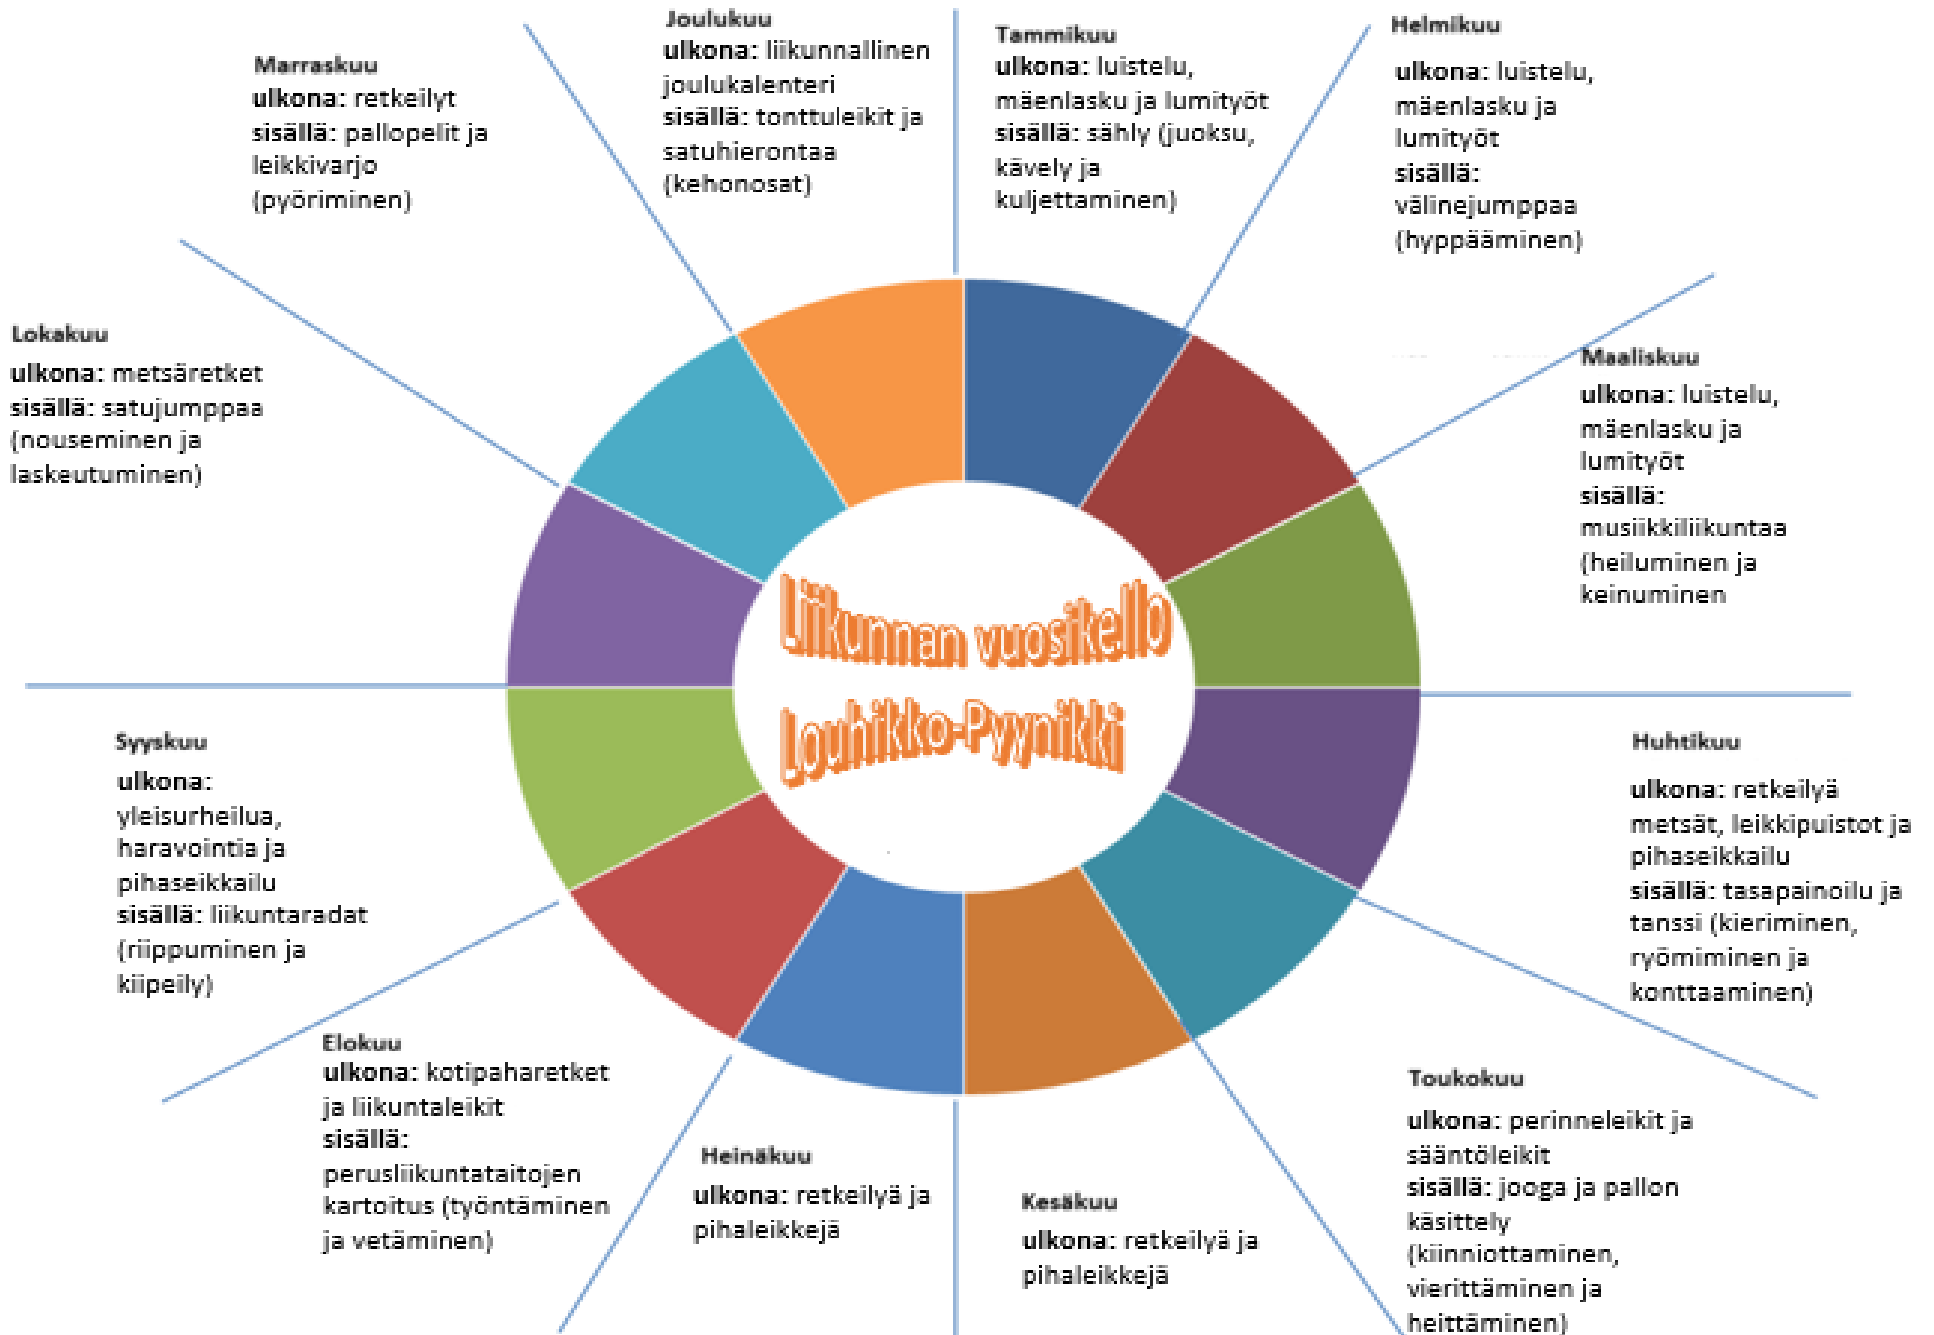 Joulukuu
ulkona: liikunnallinen
joulukalenteri
sisällä: tonttuleikit ja
satuhierontaa
(kehonosat)
Tammikuu
ulkona: luistelu,
mäenlasku ja lumityöt
sisällä: sähly (juoksu,
kävely ja
kuljettaminen)
Helmikuu
ulkona: luistelu,
mäenlasku ja
lumityöt
sisällä:
välinejumppaa
(hyppääminen)
Maaliskuu
ulkona: luistelu,
mäenlasku ja
lumityöt
sisällä:
musiikkiliikuntaa
(heiluminen ja
keinuminen
Huhtikuu
ulkona: retkeilyä
metsät, leikkipuistot ja
pihaseikkailu
sisällä: tasapainoilu ja
tanssi (kieriminen,
ryömiminen ja
konttaaminen)
Toukokuu
ulkona: perinneleikit ja
sääntöleikit
sisällä: jooga ja pallon
käsittely
(kiinniottaminen,
vierittäminen ja
heittäminen)
Kesäkuu
ulkona: retkeilyä ja
pihaleikkejä
Heinäkuu
ulkona: retkeilyä ja
pihaleikkejä
Elokuu
ulkona: kotipaharetket
ja liikuntaleikit
sisällä:
perusliikuntataitojen
kartoitus (työntäminen
ja vetäminen)
Syyskuu
ulkona:
yleisurheilua,
haravointia ja
pihaseikkailu
sisällä: liikuntaradat
(riippuminen ja
kiipeily)
Lokakuu
ulkona: metsäretket
sisällä: satujumppaa
(nouseminen ja
laskeutuminen)
Marraskuu
ulkona: retkeilyt
sisällä: pallopelit ja
leikkivarjo
(pyöriminen)
Liikunnan vuosikello
Louhikko-Pyynikki